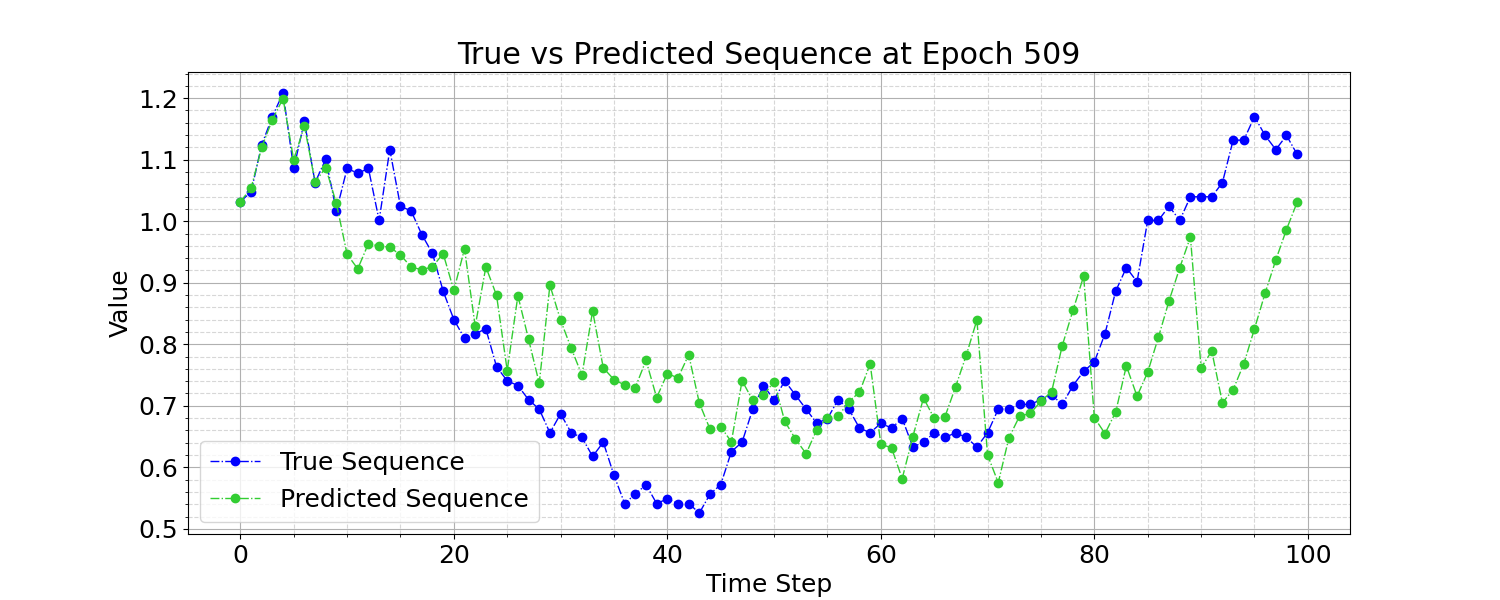 True vs Predicted Sequence at Epoch 509
Value
1.2
1.1
1.0
0.9
0.8
0.7
0.6
0.5
True Sequence
Predicted Sequence
0 20 40 60 80 100
Time Step